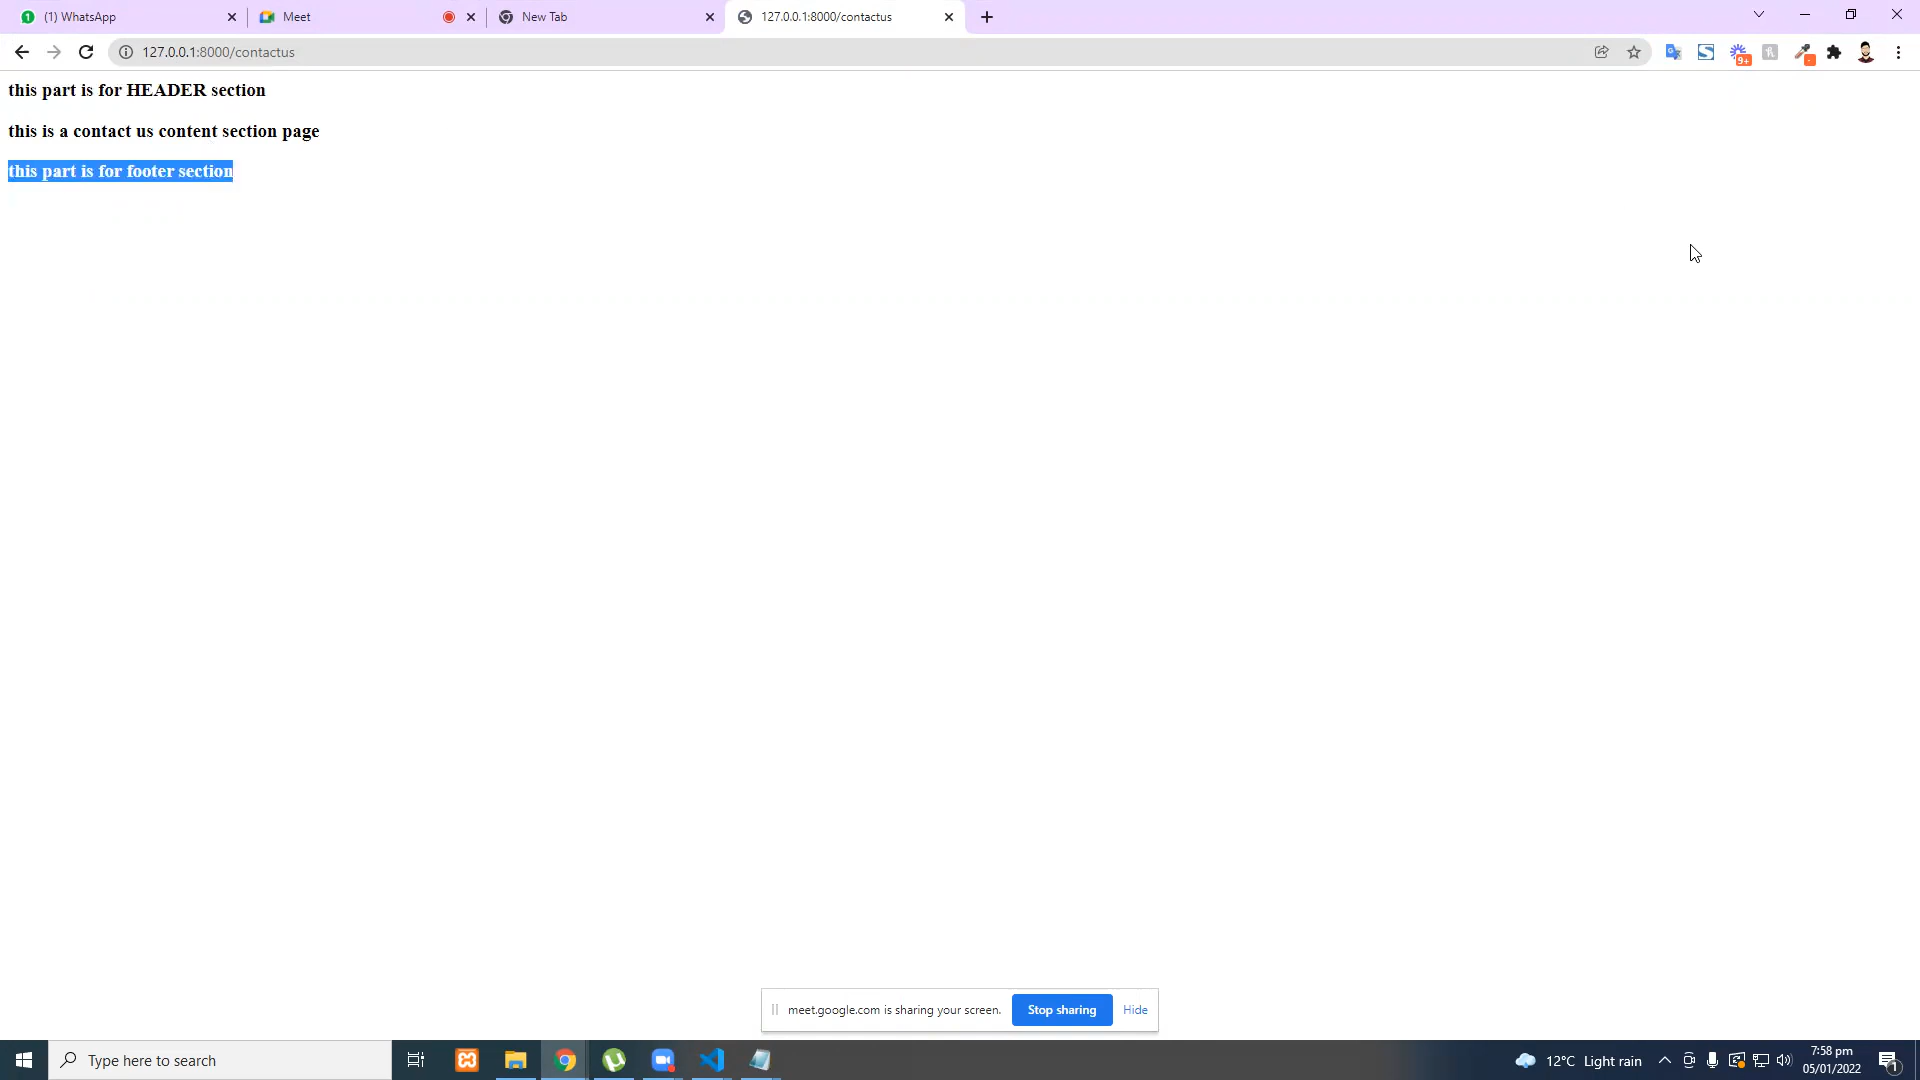 (1) WhatsApp
Meet
New Tab
127.0.0.1:8000/contactus
127.0.0.1:8000/contactus
9+
this part is for HEADER section
this is a contact us content section page
this part is for footer section
meet.google.com is sharing your screen.
Stop sharing
Hide
Type here to search
12°C Light rain
7:58 pm
05/01/2022
1